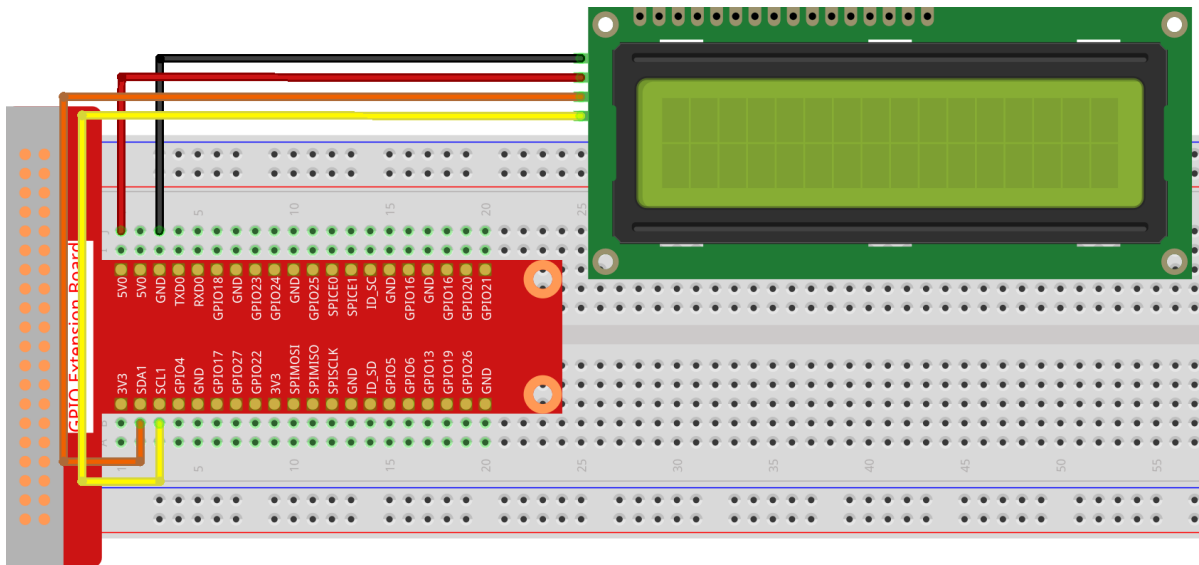 5 10 15 20 25
J
5V0
5V0
GND
TXD0
RXD0
GPIO18
GND
GPIO23
GPIO24
GND
GPIO25
SPICE0
SPICE1
ID_SC
GND
GPIO16
GND
GPIO16
GPIO20
GPIO21
GPIO Extension Board
3V3
SDA1
SCL1
GPIO4
GND
GPIO17
GPIO27
GPIO22
3V3
SPIMOSI
SPIMISO
SPISCLK
GND
ID_SD
GPIO5
GPIO6
GPIO13
GPIO19
GPIO26
GND
B
A
1 5 10 15 20 25 30 35 40 45 50 55